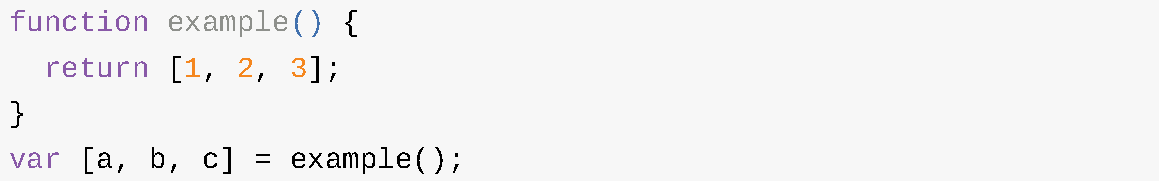 function example() {
  return [1, 2, 3];
}
var [a, b, c] = example();